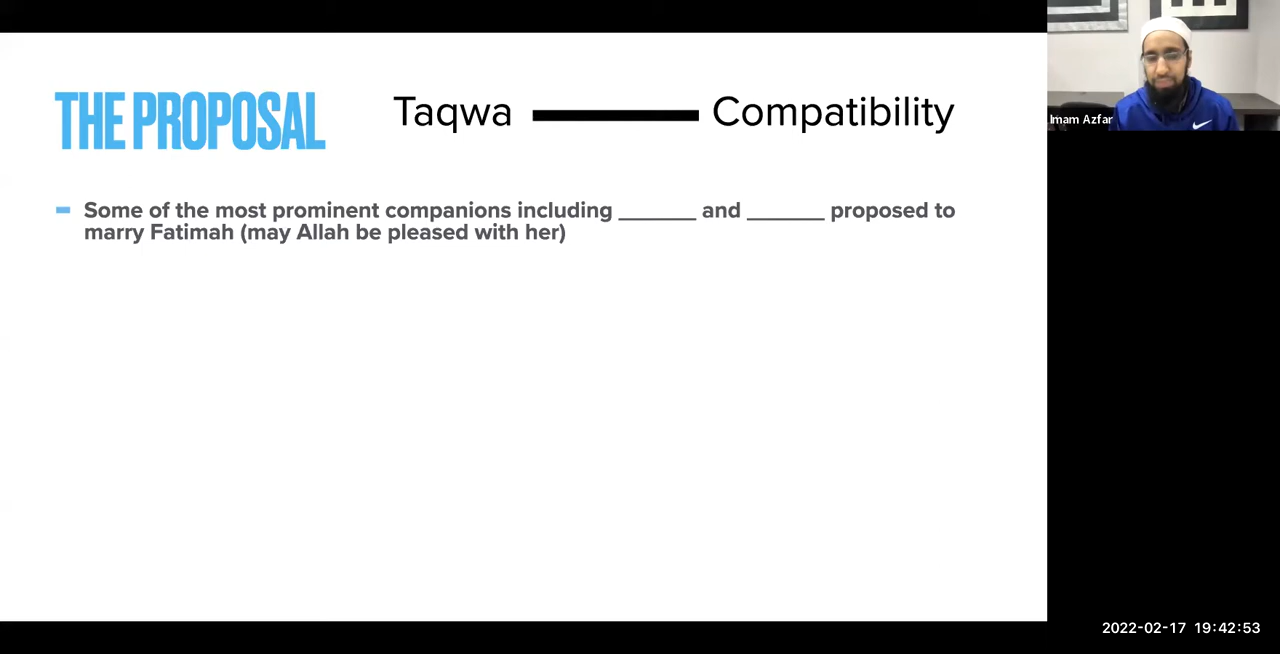 THE PROPOSAL
Taqwa Compatibility
Some of the most prominent companions including _______ and _______ proposed to
marry Fatimah (may Allah be pleased with her)
Imam Azfar
2022-02-17 19:42:53